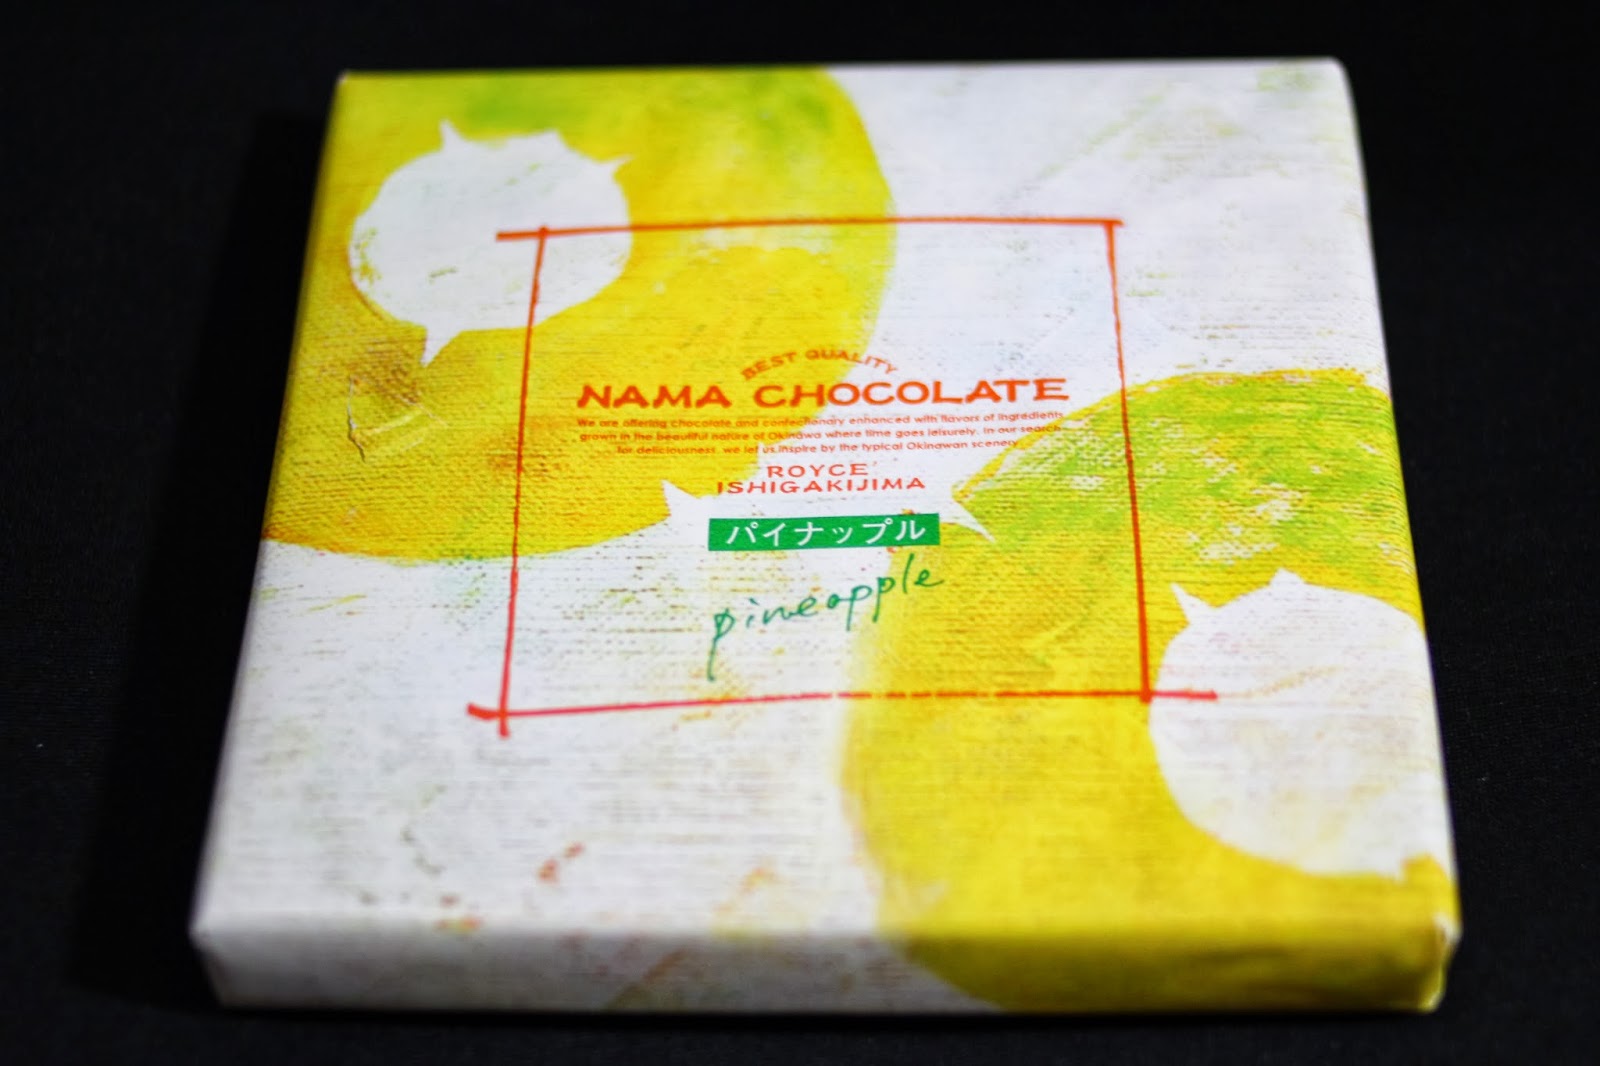 BEST QUALITY
NAMA CHOCOLATE
We are offering chocolate and confectionary enhanced with flavors of ingredients
grown in the beautiful nature of Okinawa where time goes leisurely. In our search
for deliciousness, we let us inspire by the typical Okinawan scenery.
ROYCE'
ISHIGAKIJIMA
パイナップル
pineapple